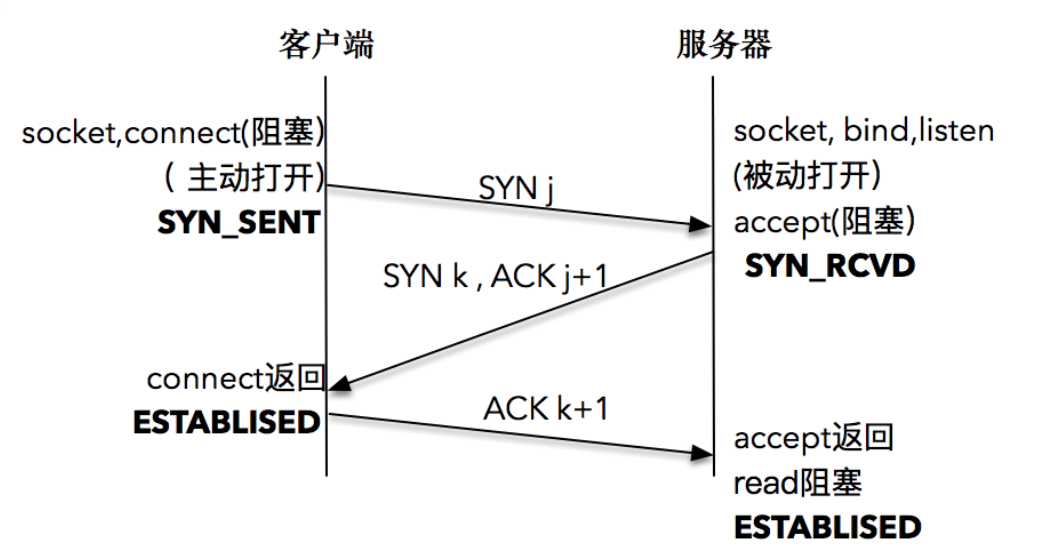 客户端
服务器
socket,connect(阻塞)
( 主动打开)
SYN_SENT
socket, bind,listen
(被动打开)
accept(阻塞)
SYN_RCVD
SYN j
SYN k , ACK j+1
connect返回
ESTABLISED
ACK k+1
accept返回
read阻塞
ESTABLISED